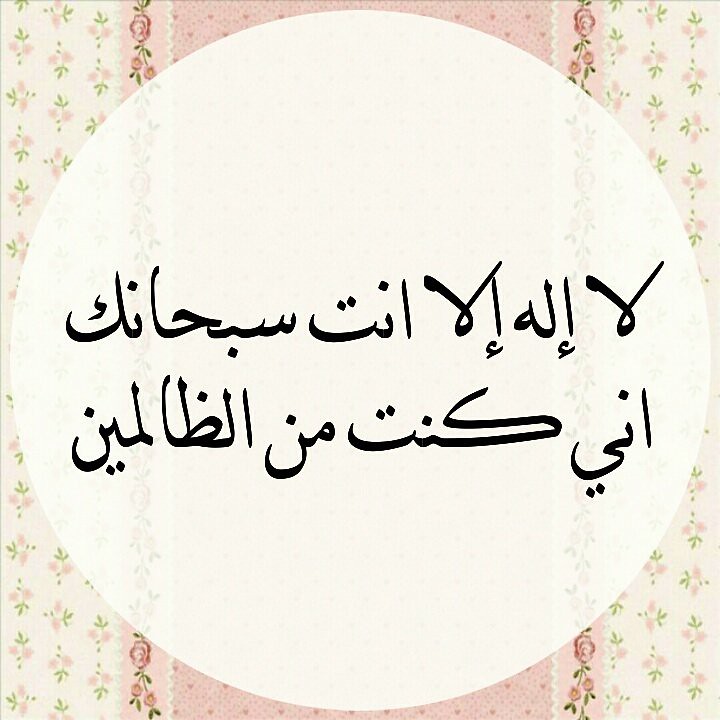 لا إله إلا انت سبحانك
اني كنت من الظالمين